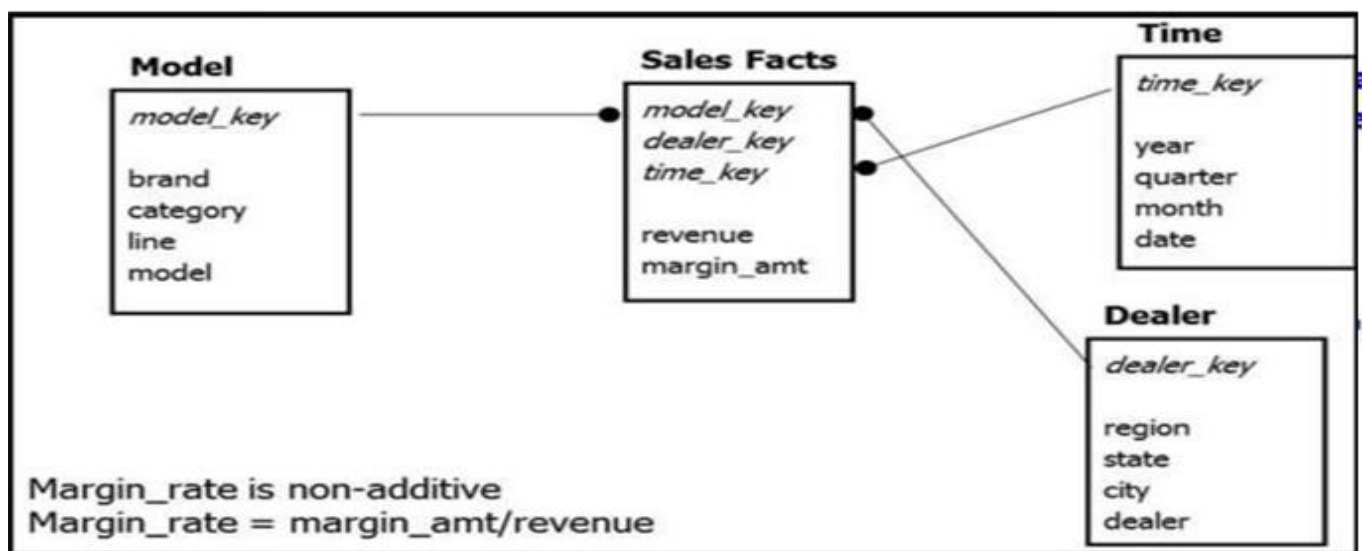 Model
model_key
brand
category
line
model
Sales Facts
model_key
dealer_key
time_key
revenue
margin_amt
Time
time_key
year
quarter
month
date
Dealer
dealer_key
region
state
city
dealer
Margin_rate is non-additive
Margin_rate = margin_amt/revenue